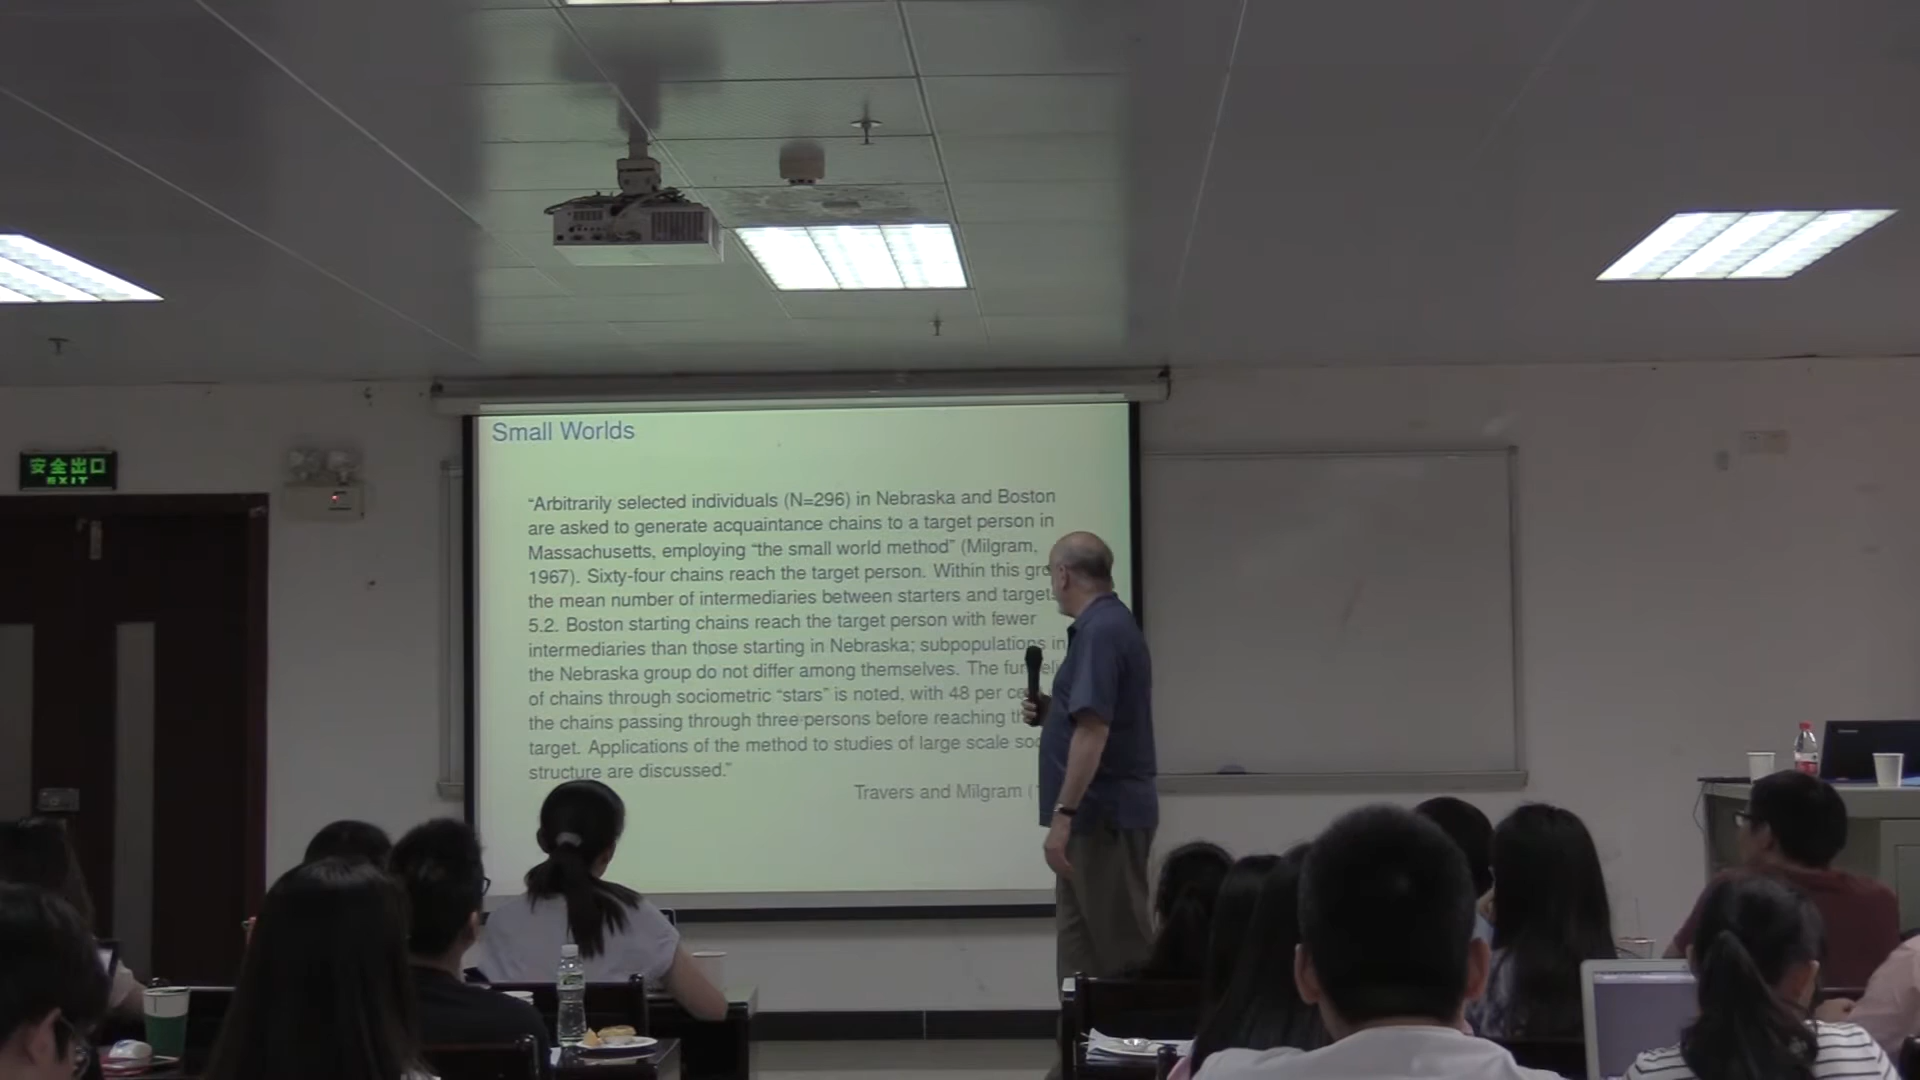 安全出口
EXIT
Small Worlds
“Arbitrarily selected individuals (N=296) in Nebraska and Boston
are asked to generate acquaintance chains to a target person in
Massachusetts, employing “the small world method” (Milgram,
1967). Sixty-four chains reach the target person. Within this
the mean number of intermediaries between starters and targets
5.2. Boston starting chains reach the target person with fewer
intermediaries than those starting in Nebraska; subpopulations in
the Nebraska group do not differ among themselves. The
of chains through sociometric “stars” is noted, with 48 per
the chains passing through three persons before reaching
target. Applications of the method to studies of large scale
structure are discussed.”
Travers and Milgram (